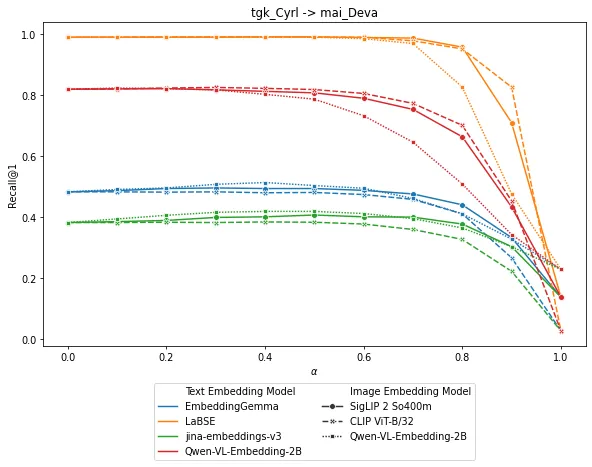 tgk_Cyrl -> mai_Deva
Recall@1
1.0
0.8
0.6
0.4
0.2
0.0
0.0 0.2 0.4 0.6 0.8 1.0
α
Text Embedding Model
EmbeddingGemma
LaBSE
jina-embeddings-v3
Qwen-VL-Embedding-2B
Image Embedding Model
SigLIP 2 So400m
CLIP ViT-B/32
Qwen-VL-Embedding-2B